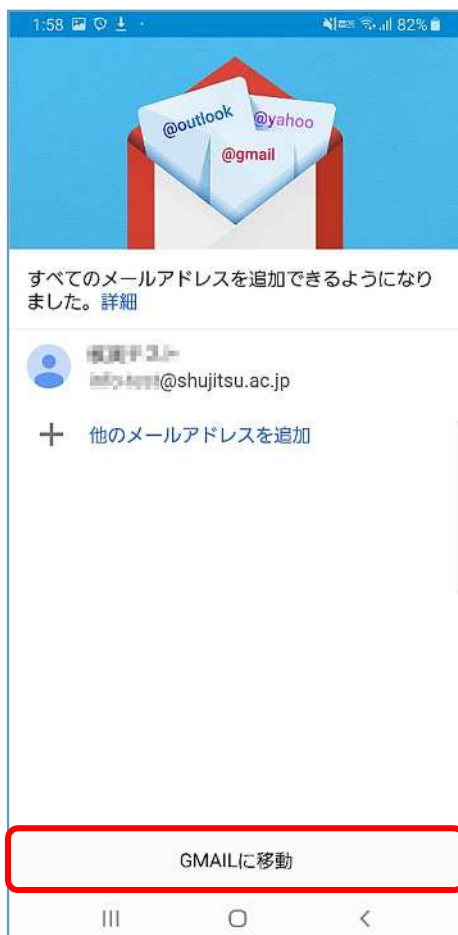 1:58
82%
@outlook
@yahoo
@gmail
すべてのメールアドレスを追加できるようになり
ました。詳細
@shujitsu.ac.jp
他のメールアドレスを追加
GMAILに移動